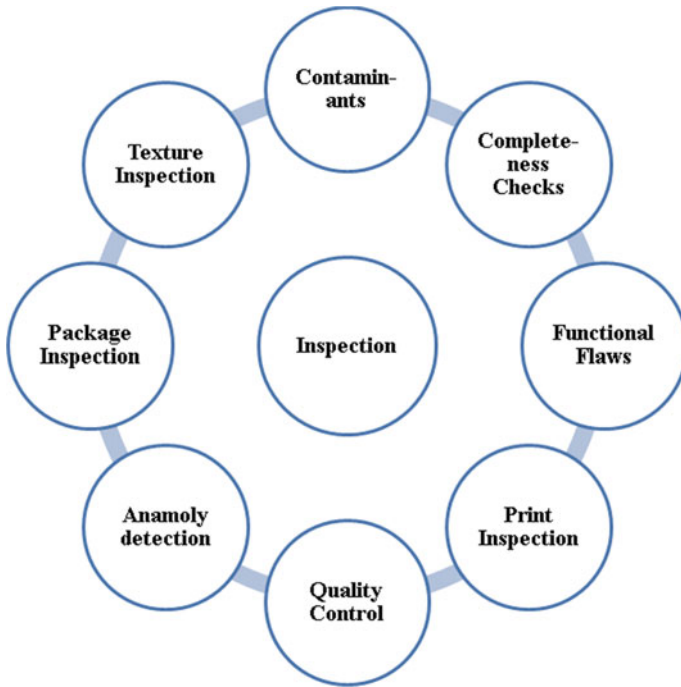 Contamin-
ants
Complete-
ness
Checks
Functional
Flaws
Print
Inspection
Quality
Control
Anamoly
detection
Package
Inspection
Texture
Inspection
Inspection